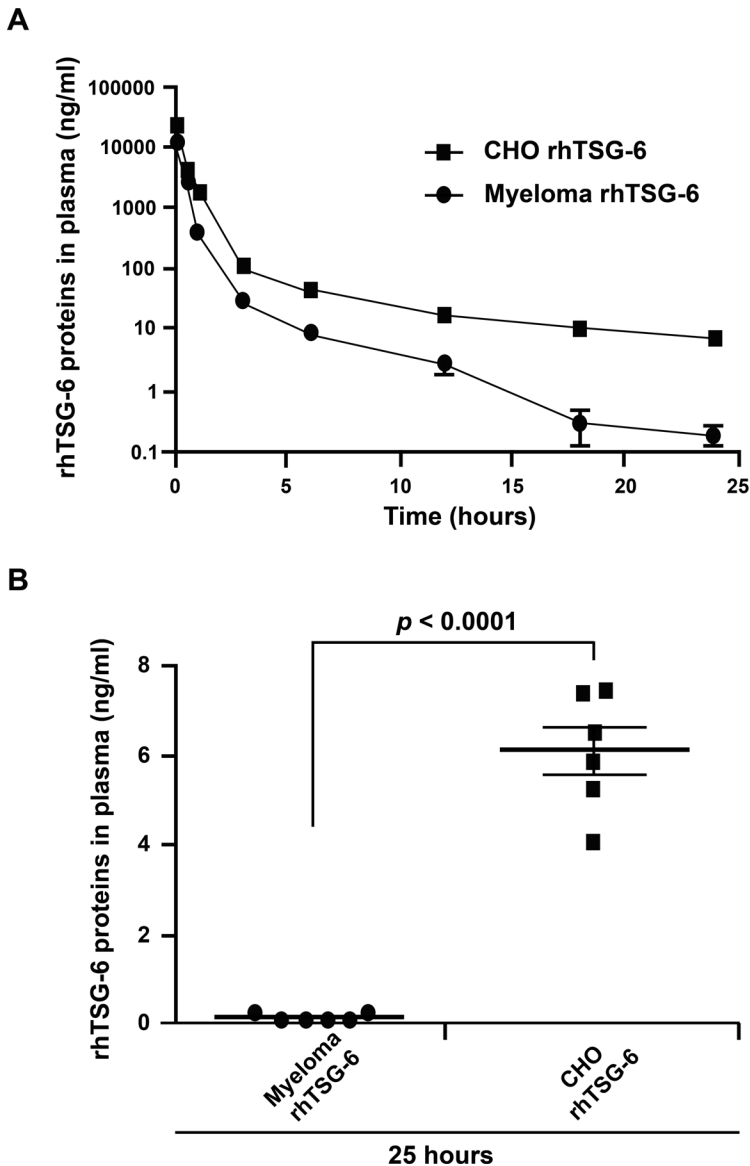 A
rhTSG-6 proteins in plasma (ng/ml)
100000
10000
1000
100
10
1
0.1
CHO rhTSG-6
Myeloma rhTSG-6
0 5 10 15 20 25
Time (hours)
B
rhTSG-6 proteins in plasma (ng/ml)
p < 0.0001
8
6
4
2
0
Myeloma
rhTSG-6
CHO
rhTSG-6
25 hours